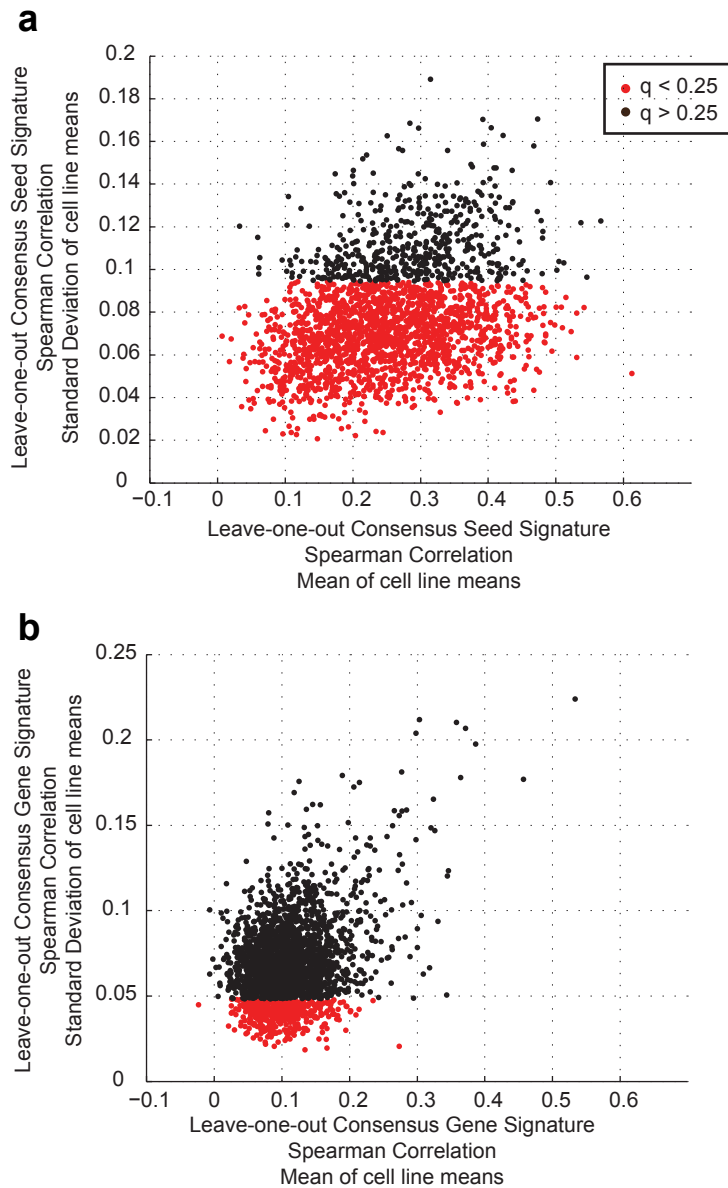 a
Leave-one-out Consensus Seed Signature
Spearman Correlation
Standard Deviation of cell line means
0.2
0.18
0.16
0.14
0.12
0.1
0.08
0.06
0.04
0.02
0
q < 0.25
q > 0.25
−0.1 0 0.1 0.2 0.3 0.4 0.5 0.6
Leave-one-out Consensus Seed Signature
Spearman Correlation
Mean of cell line means
b
Leave-one-out Consensus Gene Signature
Spearman Correlation
Standard Deviation of cell line means
0.25
0.2
0.15
0.1
0.05
0
−0.1 0 0.1 0.2 0.3 0.4 0.5 0.6
Leave-one-out Consensus Gene Signature
Spearman Correlation
Mean of cell line means